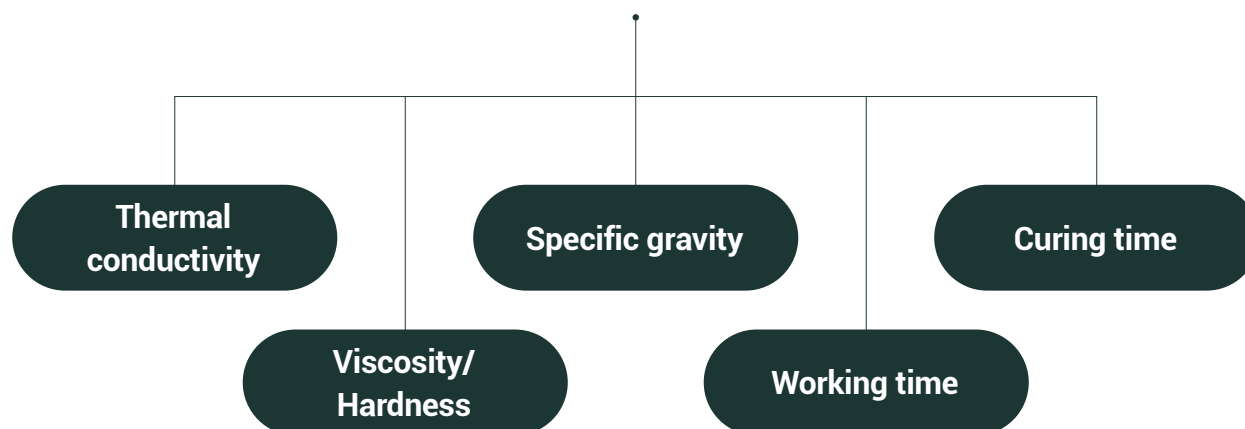 Thermal
conductivity
Specific gravity
Curing time
Viscosity/
Hardness
Working time